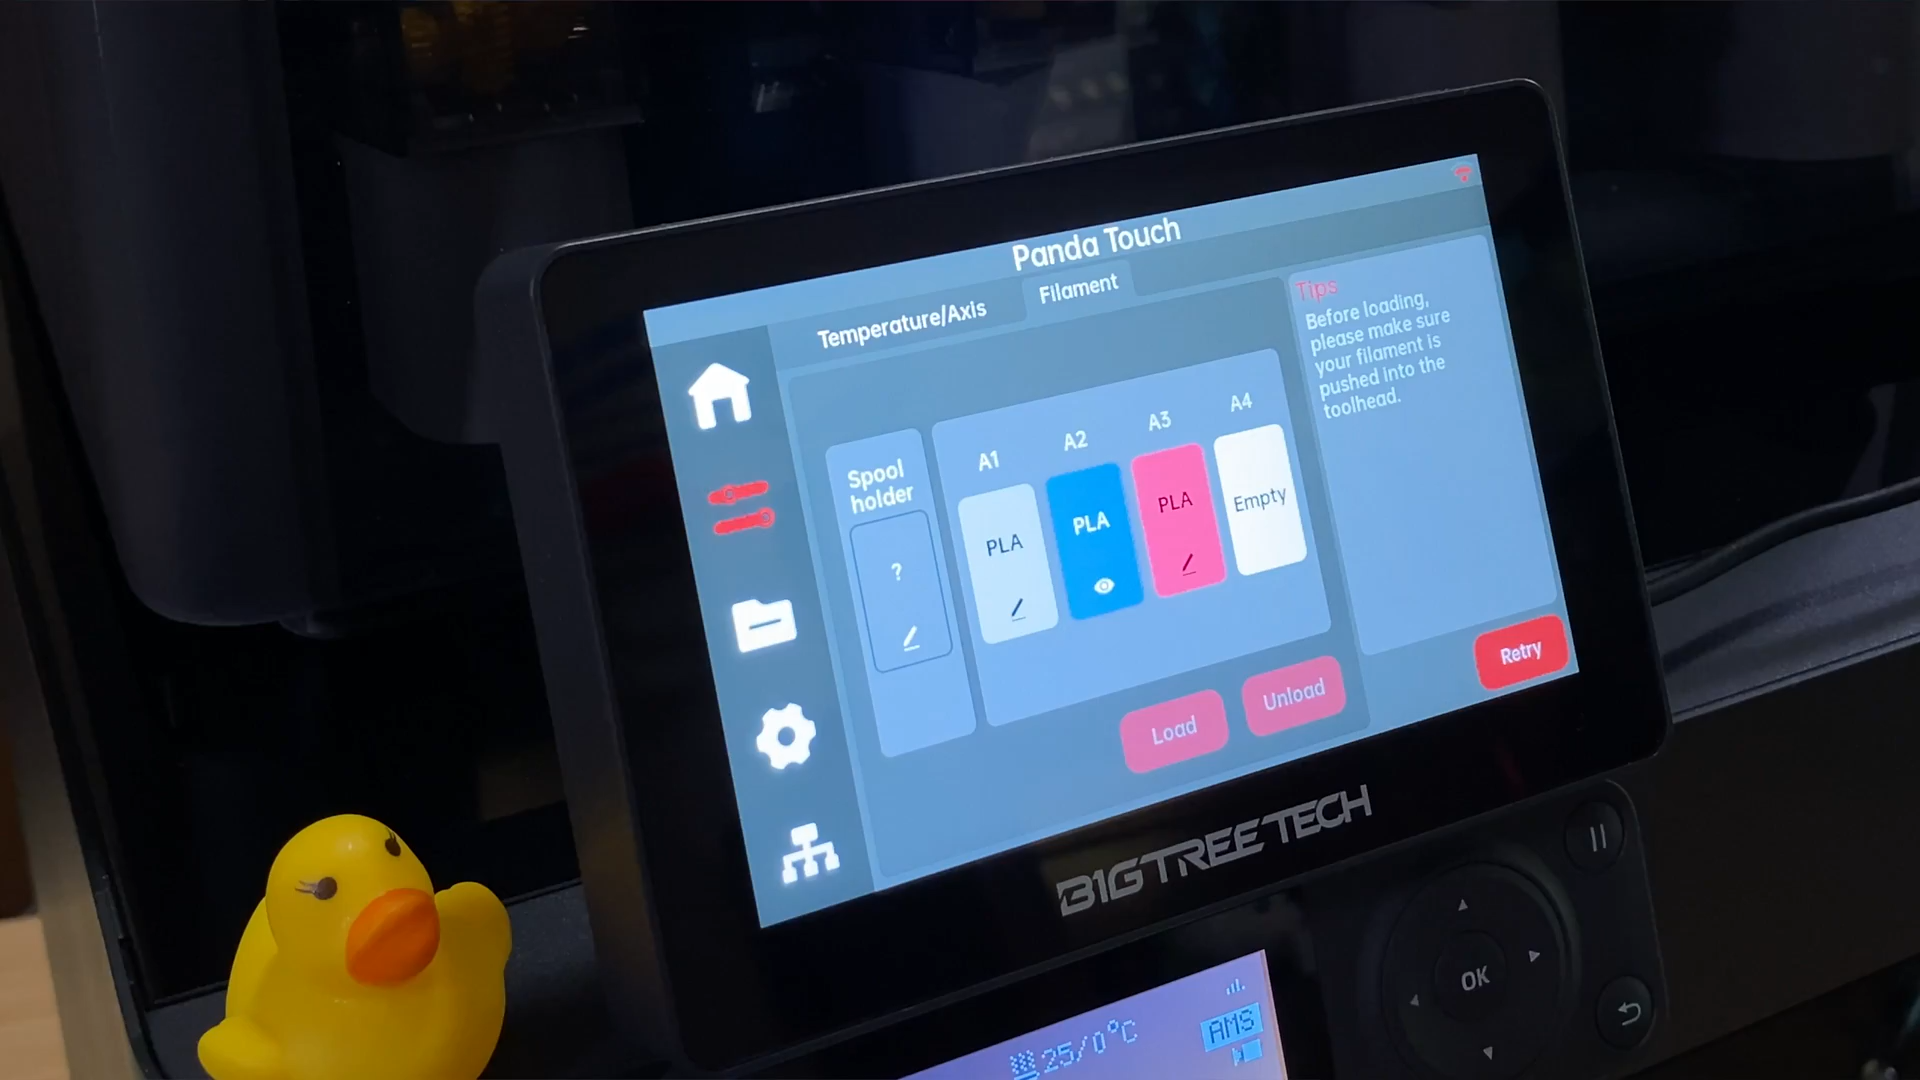 Panda Touch
Temperature/Axis
Filament
Spool
holder
?
A1
PLA
A2
PLA
A3
PLA
A4
Empty
Load
Unload
Tips
Before loading,
please make sure
your filament is
pushed into the
toolhead.
Retry
BIGTREETECH
OK
25/0°C
AMS